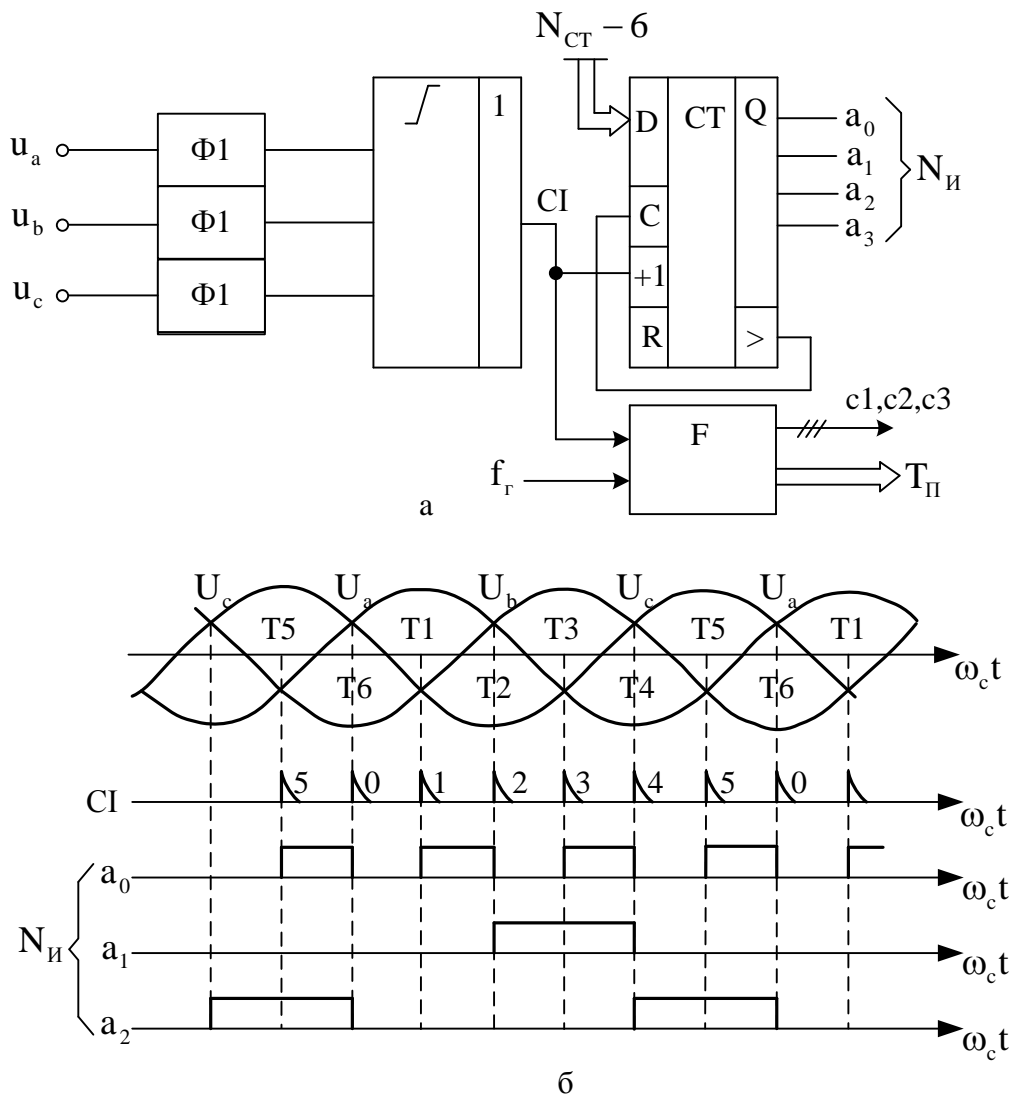 N_СТ − 6
u_a
Ф1
1
D
CT
Q
a_0
a_1
a_2
a_3
N_И
u_b
Ф1
CI
C
u_c
Ф1
+1
R
>
c1,c2,c3
F
f_г
T_П
а
U_c
U_a
U_b
U_c
U_a
T5
T1
T3
T5
T1
ω_c t
T6
T2
T4
T6
CI
5
0
1
2
3
4
5
0
ω_c t
a_0
ω_c t
N_И
a_1
ω_c t
a_2
ω_c t
б